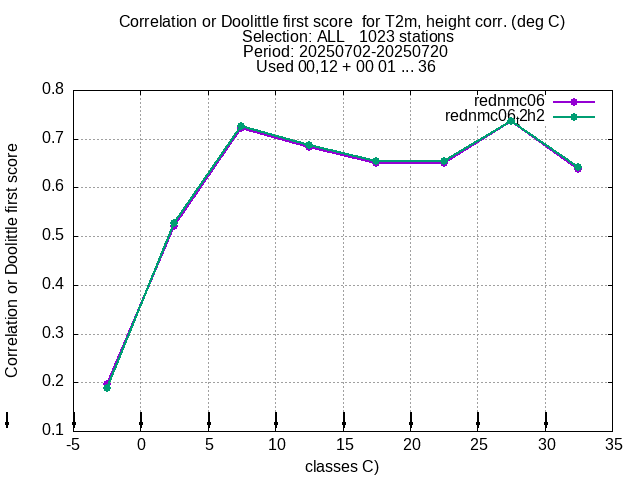 Correlation or Doolittle first score  for T2m, height corr. (deg C)
Selection: ALL   1023 stations
Period: 20250702-20250720
Used 00,12 + 00 01 ... 36
rednmc06
rednmc06,2h2
Correlation or Doolittle first score
0.8
0.7
0.6
0.5
0.4
0.3
0.2
0.1
-5 0 5 10 15 20 25 30 35
classes C)